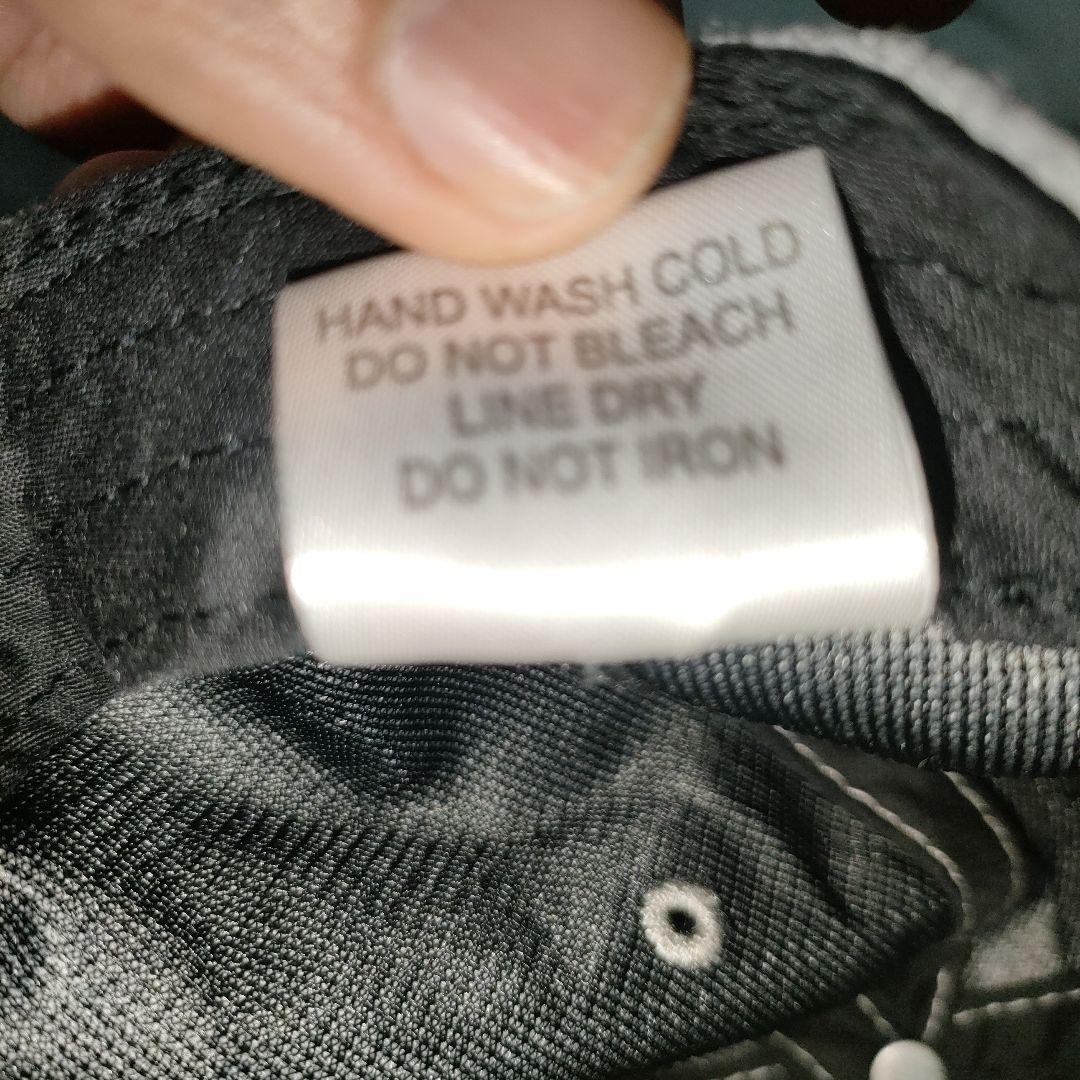 HAND WASH COLD
DO NOT BLEACH
LINE DRY
DO NOT IRON